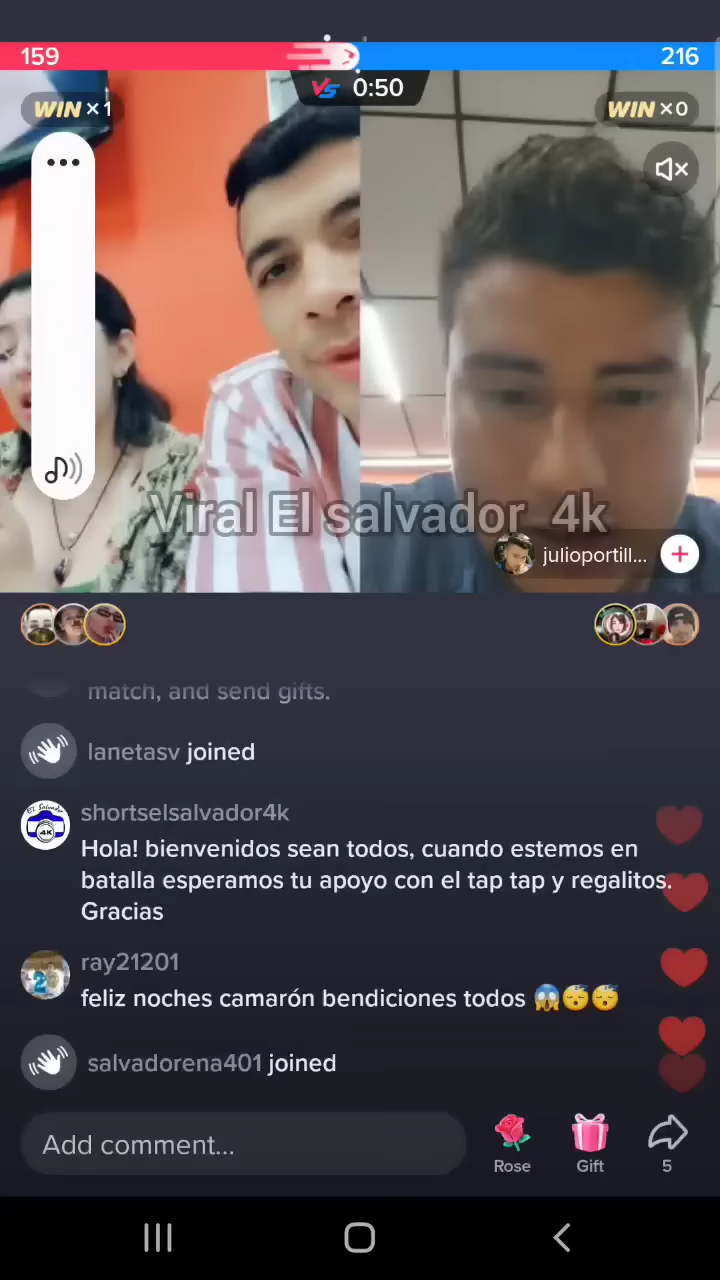 159
216
VS 0:50
WIN ×1
WIN ×0
Viral El salvador 4k
julioportill...
match, and send gifts.
lanetasv joined
shortselsalvador4k
Hola! bienvenidos sean todos, cuando estemos en
batalla esperamos tu apoyo con el tap tap y regalitos.
Gracias
ray21201
feliz noches camarón bendiciones todos 😱😴😴
salvadorena401 joined
Add comment...
Rose
Gift
5